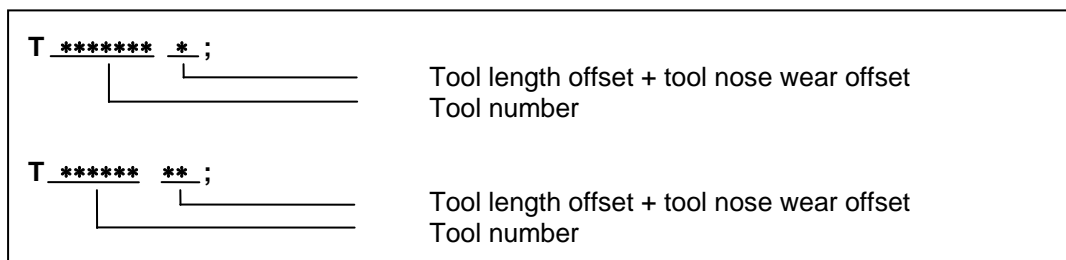 T ******* * ;
Tool length offset + tool nose wear offset
Tool number
T ****** ** ;
Tool length offset + tool nose wear offset
Tool number